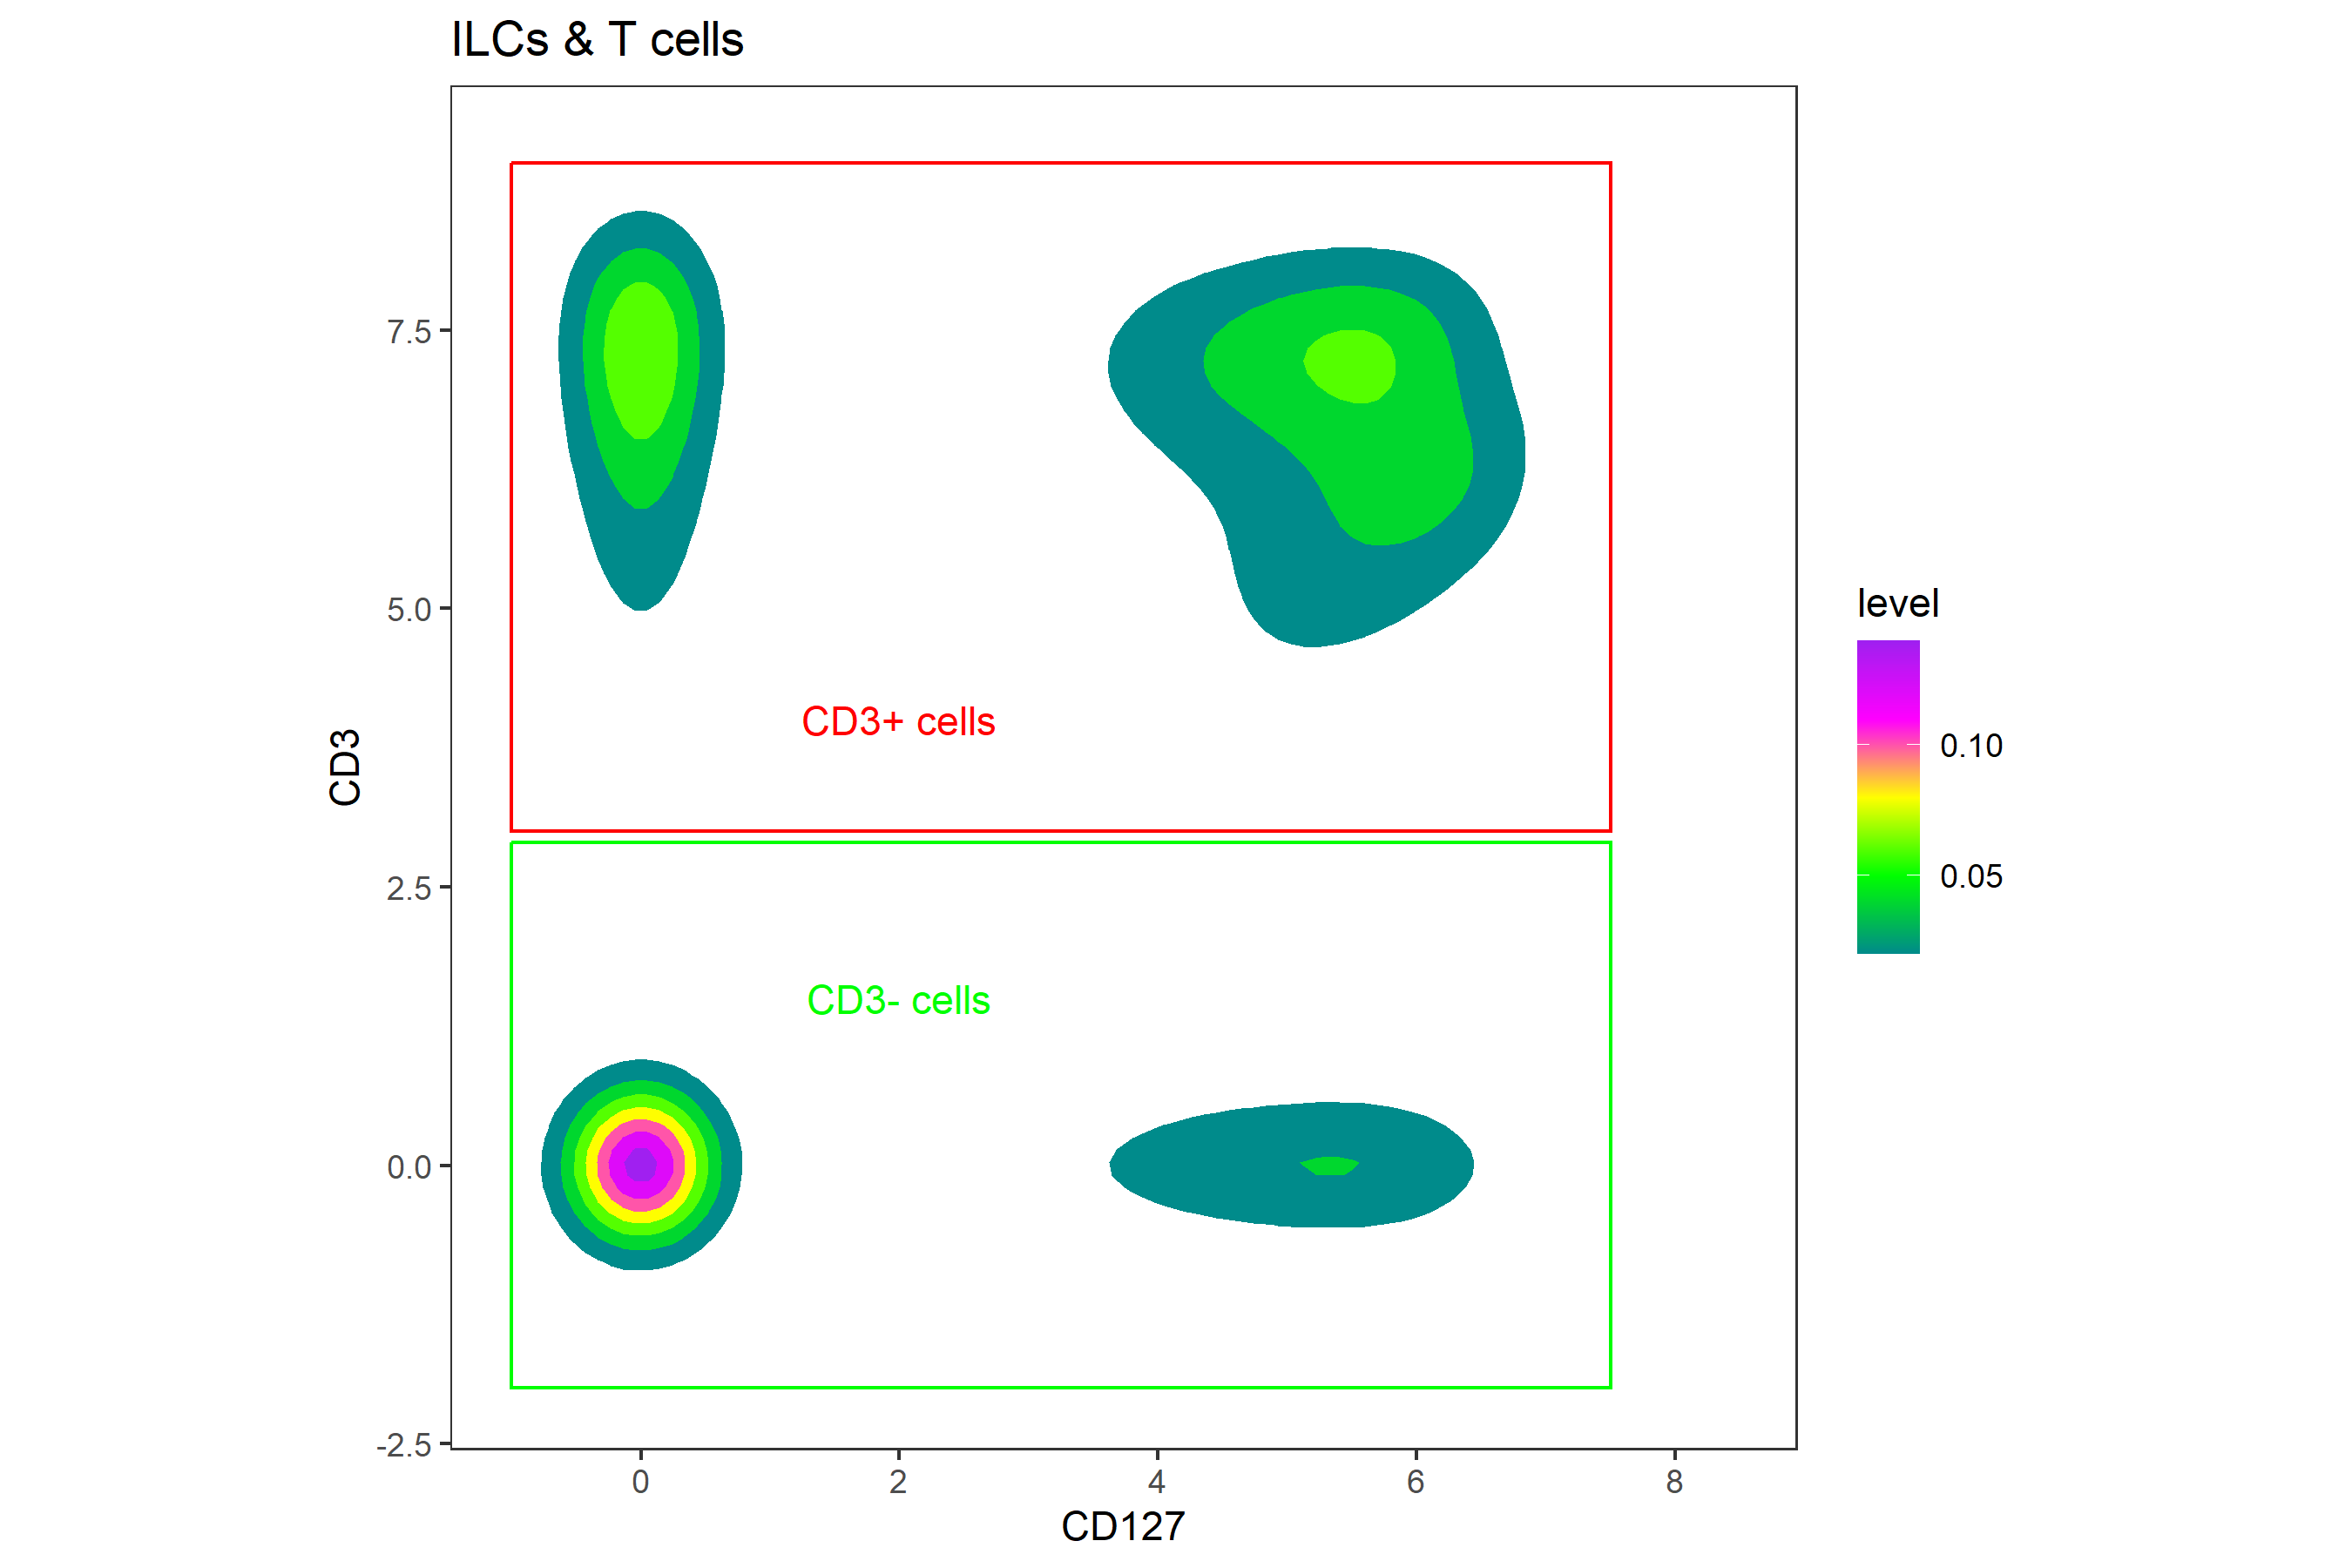 ILCs & T cells
7.5
5.0
2.5
0.0
-2.5
CD3
CD3+ cells
CD3- cells
0 2 4 6 8
CD127
level
0.10
0.05